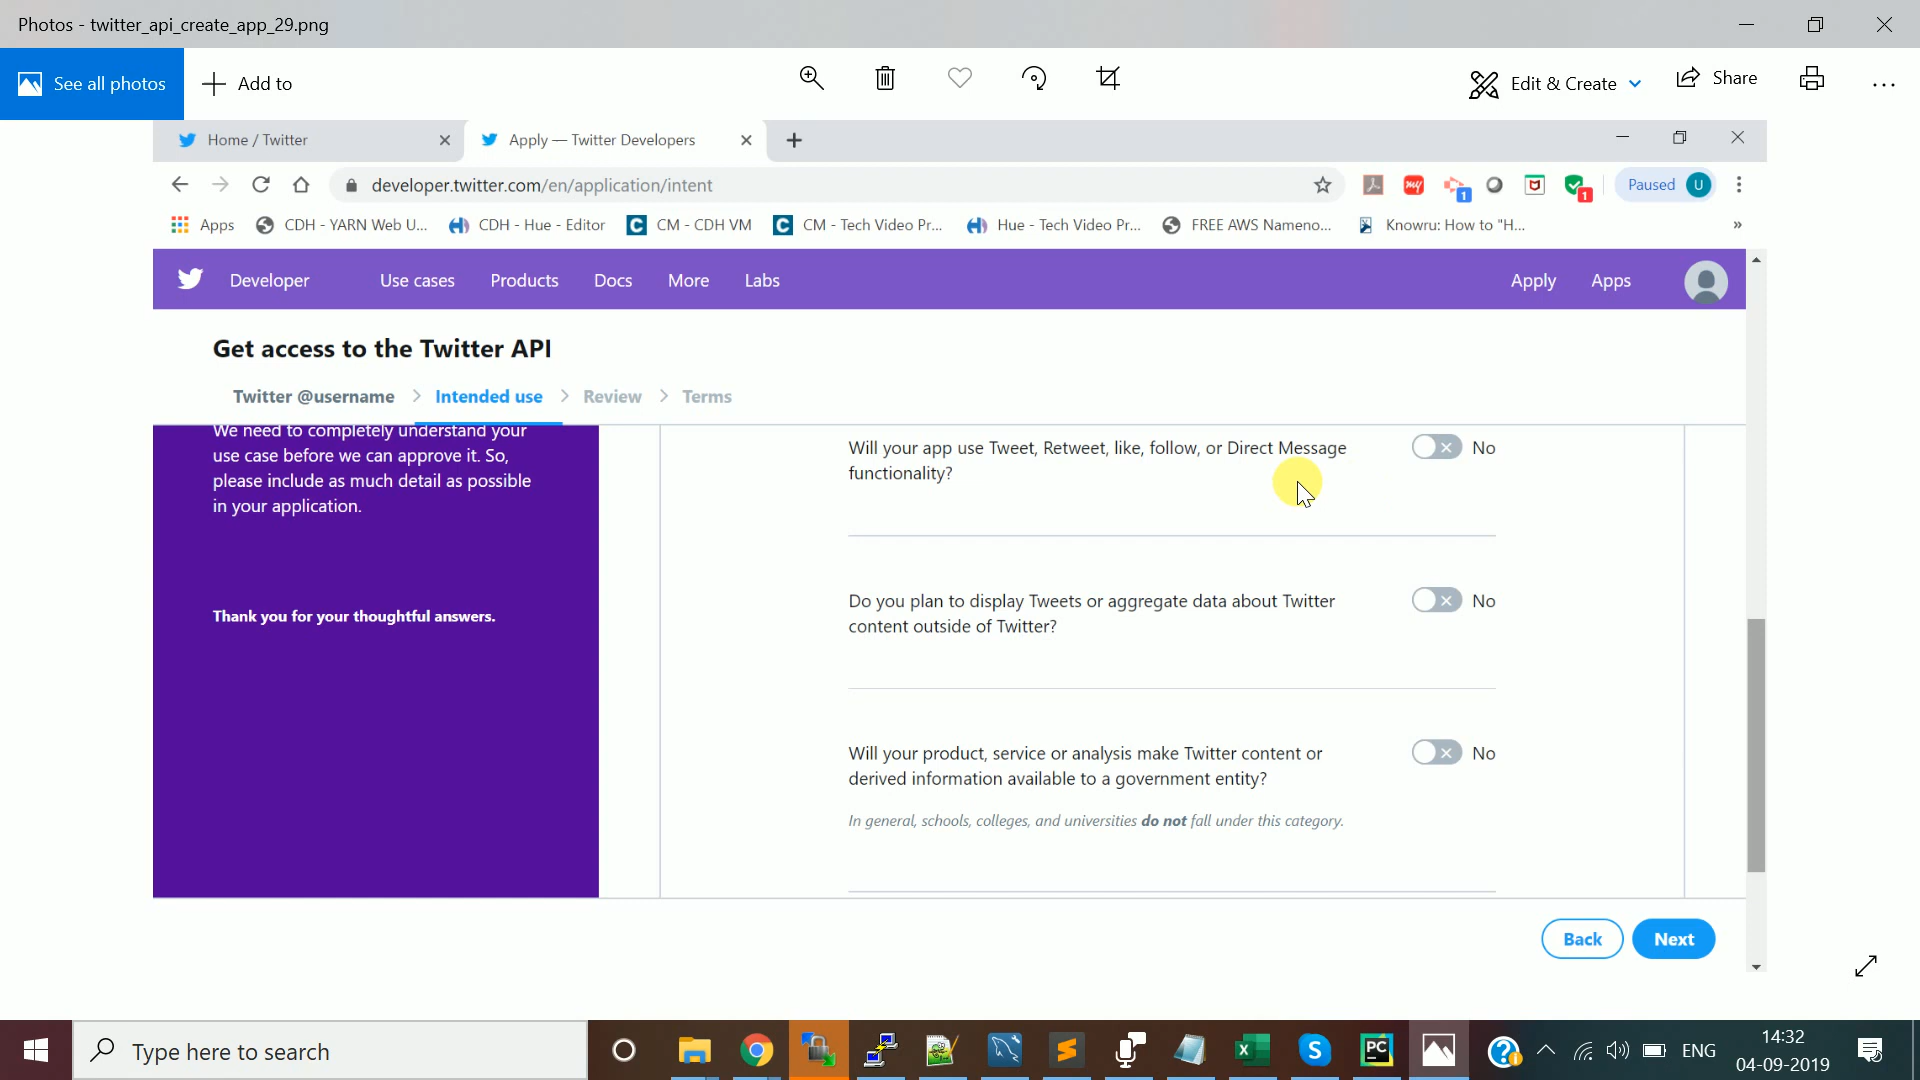 Photos - twitter_api_create_app_29.png
See all photos
Add to
Edit & Create
Share
Home / Twitter
Apply — Twitter Developers
developer.twitter.com/en/application/intent
my
1
1
Paused
U
Apps
CDH - YARN Web U...
CDH - Hue - Editor
C CM - CDH VM
C CM - Tech Video Pr...
Hue - Tech Video Pr...
FREE AWS Nameno...
Knowru: How to "H...
»
Developer
Use cases
Products
Docs
More
Labs
Apply
Apps
Get access to the Twitter API
Twitter @username > Intended use > Review > Terms
We need to completely understand your
use case before we can approve it. So,
please include as much detail as possible
in your application.
Thank you for your thoughtful answers.
Will your app use Tweet, Retweet, like, follow, or Direct Message
functionality?
No
Do you plan to display Tweets or aggregate data about Twitter
content outside of Twitter?
No
Will your product, service or analysis make Twitter content or
derived information available to a government entity?
No
In general, schools, colleges, and universities do not fall under this category.
Back
Next
Type here to search
S
PC
ENG
14:32
04-09-2019